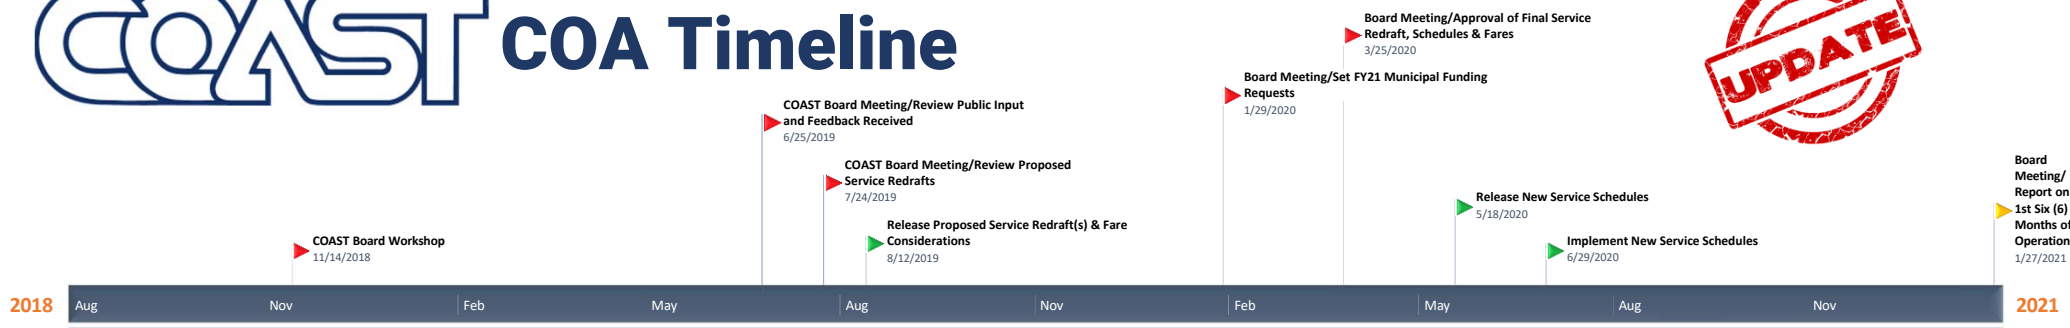 COAST COA Timeline
UPDATE
Board Meeting/Approval of Final Service
Redraft, Schedules & Fares
3/25/2020
Board Meeting/Set FY21 Municipal Funding
Requests
1/29/2020
COAST Board Meeting/Review Public Input
and Feedback Received
6/25/2019
COAST Board Meeting/Review Proposed
Service Redrafts
7/24/2019
Release Proposed Service Redraft(s) & Fare
Considerations
8/12/2019
COAST Board Workshop
11/14/2018
Release New Service Schedules
5/18/2020
Implement New Service Schedules
6/29/2020
Board
Meeting/
Report on
1st Six (6)
Months of
Operation
1/27/2021
2018 Aug Nov Feb May Aug Nov Feb May Aug Nov 2021